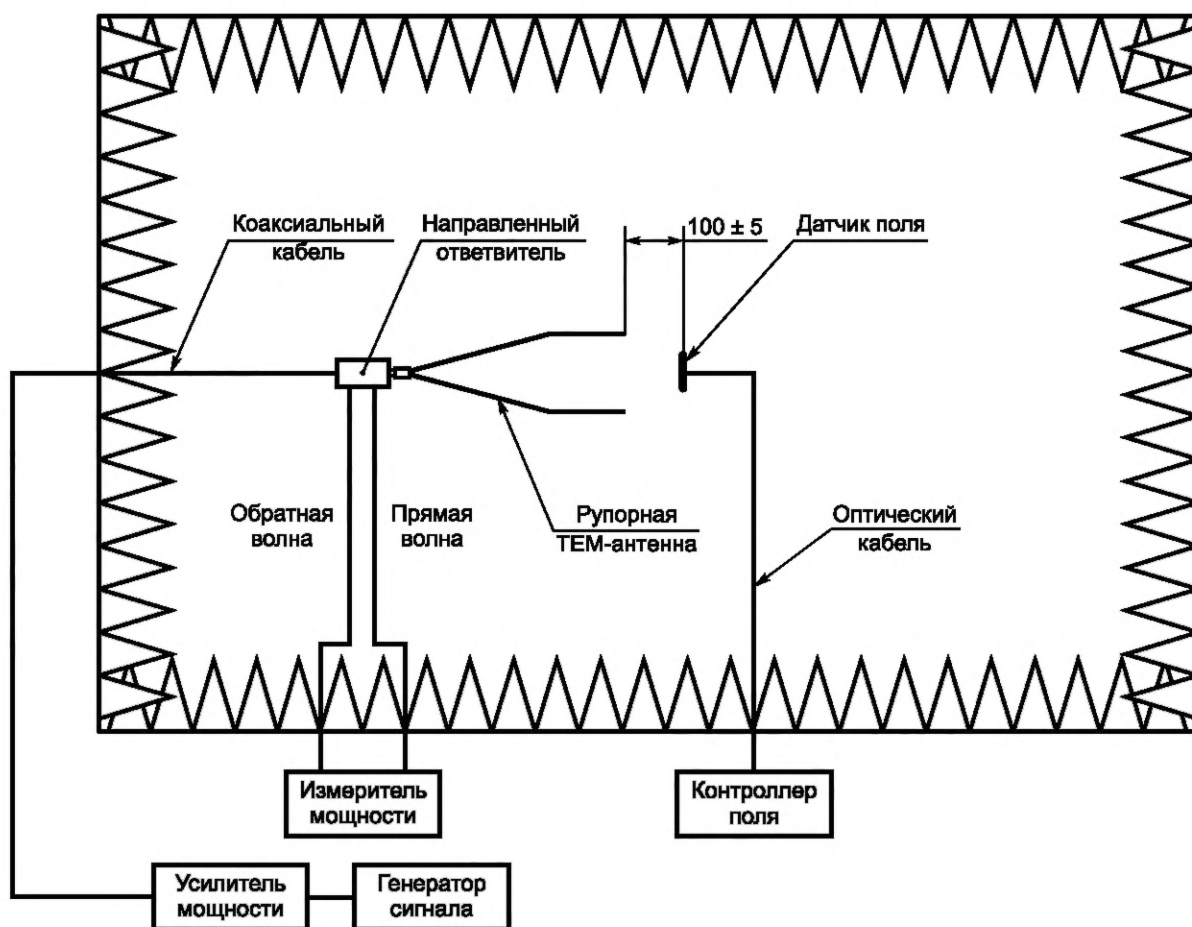 Коаксиальный
кабель
Направленный
ответвитель
100 ± 5
Датчик поля
Обратная
волна
Прямая
волна
Рупорная
ТЕМ-антенна
Оптический
кабель
Измеритель
мощности
Контроллер
поля
Усилитель
мощности
Генератор
сигнала